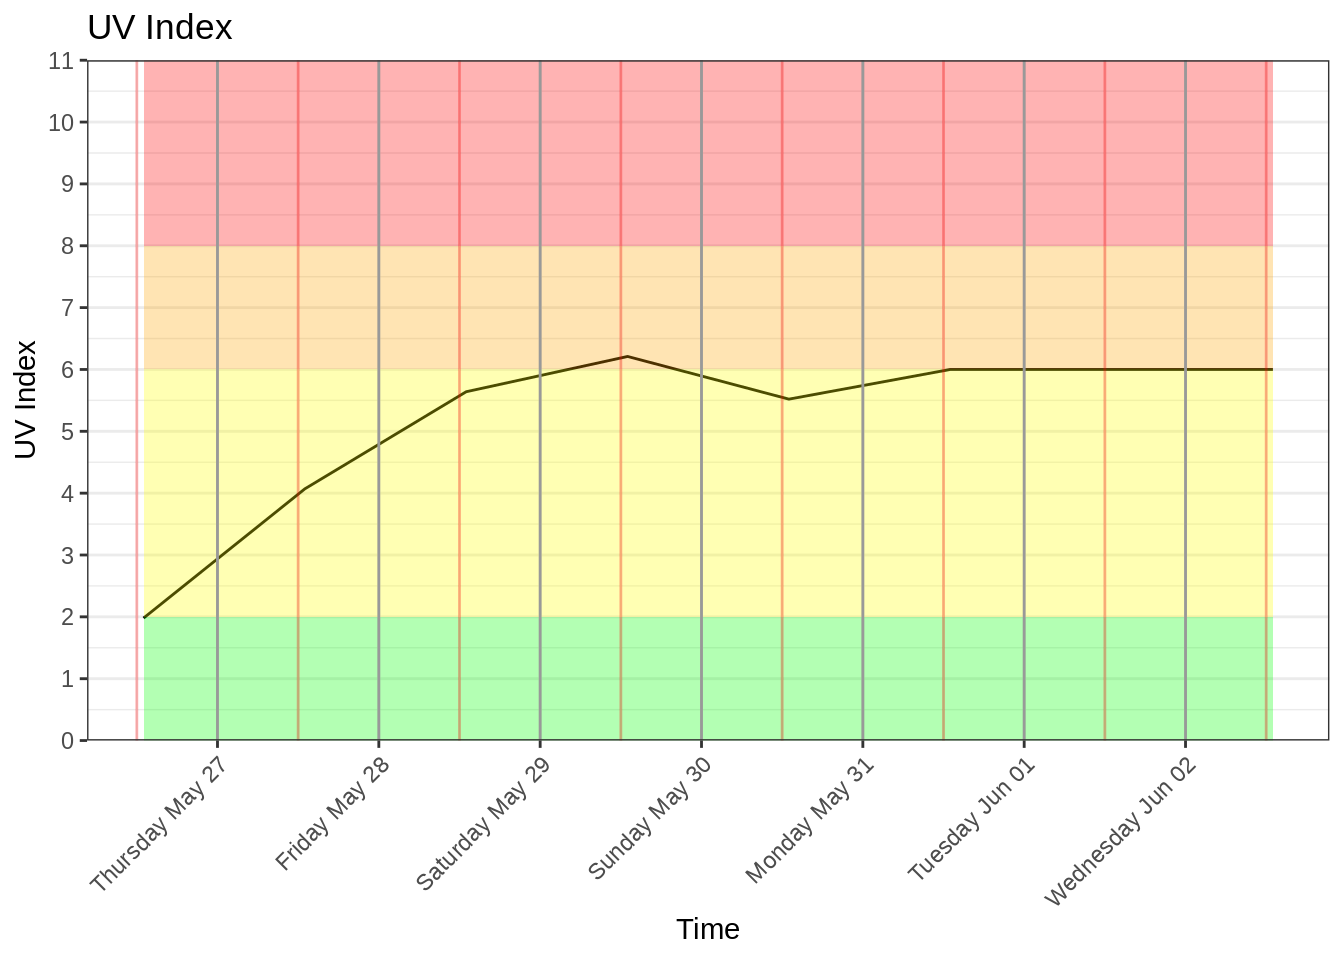 UV Index
11
10
9
8
7
6
5
4
3
2
1
0
UV Index
Thursday May 27
Friday May 28
Saturday May 29
Sunday May 30
Monday May 31
Tuesday Jun 01
Wednesday Jun 02
Time